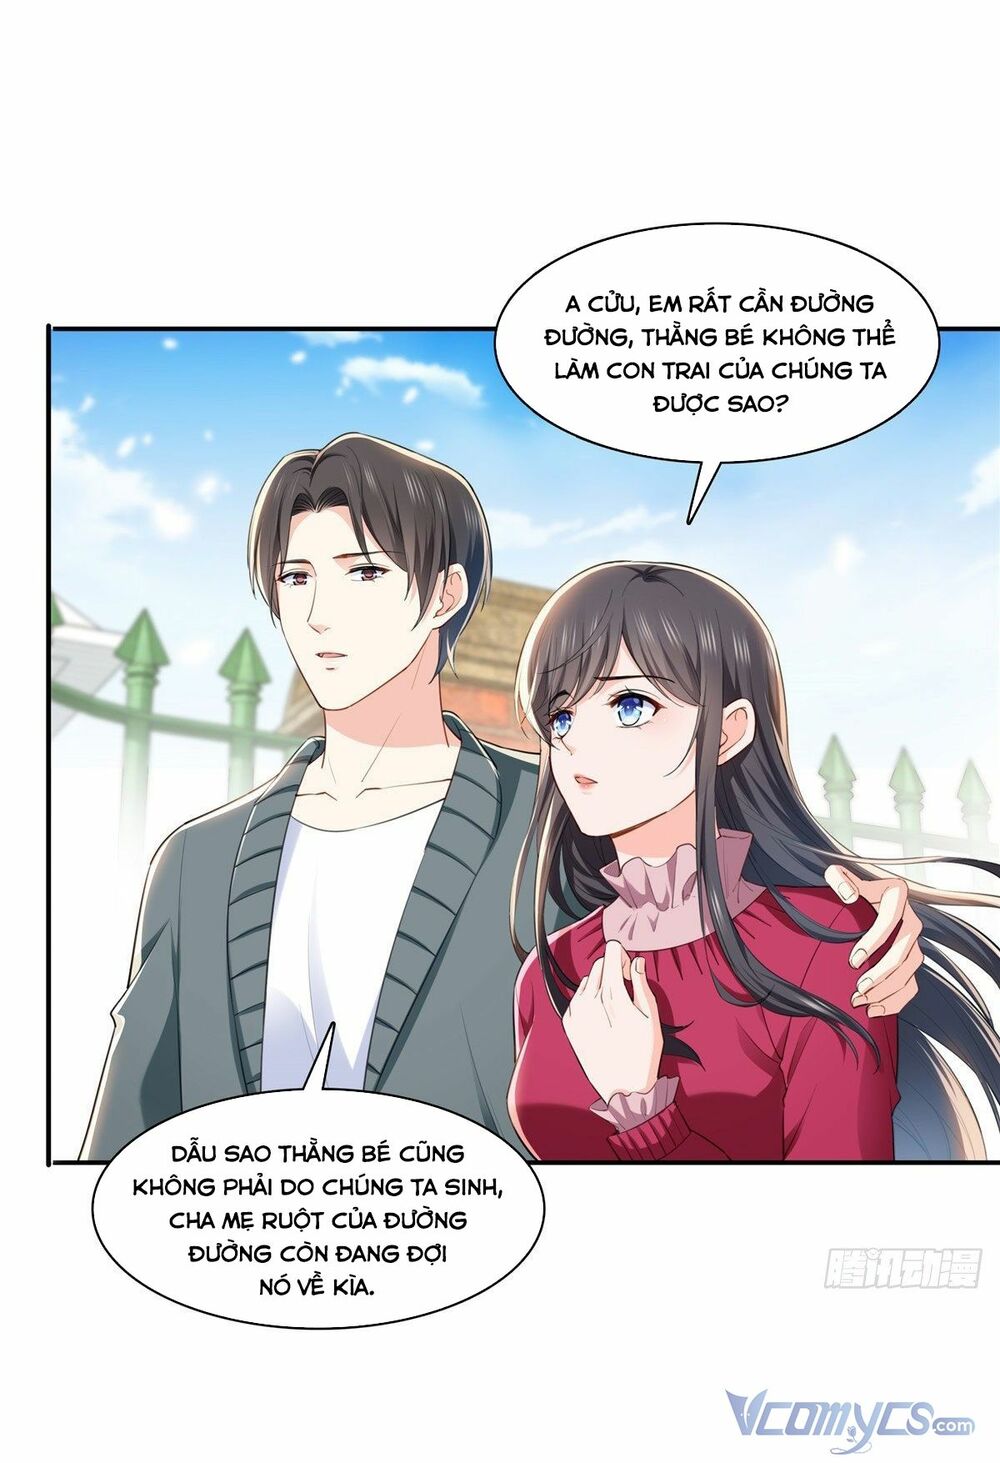 A CỬU, EM RẤT CẦN ĐƯỜNG
ĐƯỜNG, THẰNG BÉ KHÔNG THỂ
LÀM CON TRAI CỦA CHÚNG TA
ĐƯỢC SAO?
DẪU SAO THẰNG BÉ CŨNG
KHÔNG PHẢI DO CHÚNG TA SINH,
CHA MẸ RUỘT CỦA ĐƯỜNG
ĐƯỜNG CÒN ĐANG ĐỢI
NÓ VỀ KÌA.
腾讯动漫
Vcomycs.com